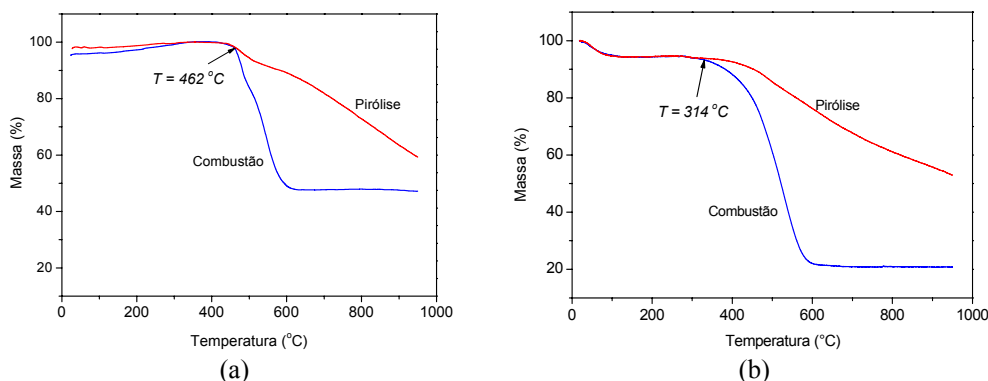 100
80
60
40
20
Massa (%)
T = 462 °C
Pirólise
Combustão
0 200 400 600 800 1000
Temperatura (°C)
(a)
100
80
60
40
20
Massa (%)
T = 314 °C
Pirólise
Combustão
0 200 400 600 800 1000
Temperatura (°C)
(b)